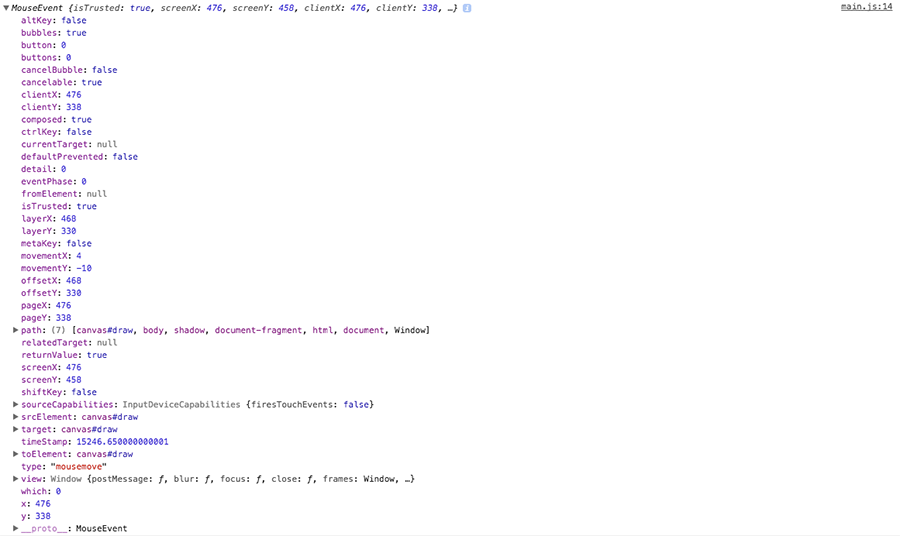 ▼MouseEvent {isTrusted: true, screenX: 476, screenY: 458, clientX: 476, clientY: 338, …} i
main.js:14
altKey: false
bubbles: true
button: 0
buttons: 0
cancelBubble: false
cancelable: true
clientX: 476
clientY: 338
composed: true
ctrlKey: false
currentTarget: null
defaultPrevented: false
detail: 0
eventPhase: 0
fromElement: null
isTrusted: true
layerX: 468
layerY: 330
metaKey: false
movementX: 4
movementY: -10
offsetX: 468
offsetY: 330
pageX: 476
pageY: 338
▶path: (7) [canvas#draw, body, shadow, document-fragment, html, document, Window]
relatedTarget: null
returnValue: true
screenX: 476
screenY: 458
shiftKey: false
▶sourceCapabilities: InputDeviceCapabilities {firesTouchEvents: false}
▶srcElement: canvas#draw
▶target: canvas#draw
timeStamp: 15246.650000000001
▶toElement: canvas#draw
type: "mousemove"
▶view: Window {postMessage: ƒ, blur: ƒ, focus: ƒ, close: ƒ, frames: Window, …}
which: 0
x: 476
y: 338
▶__proto__: MouseEvent